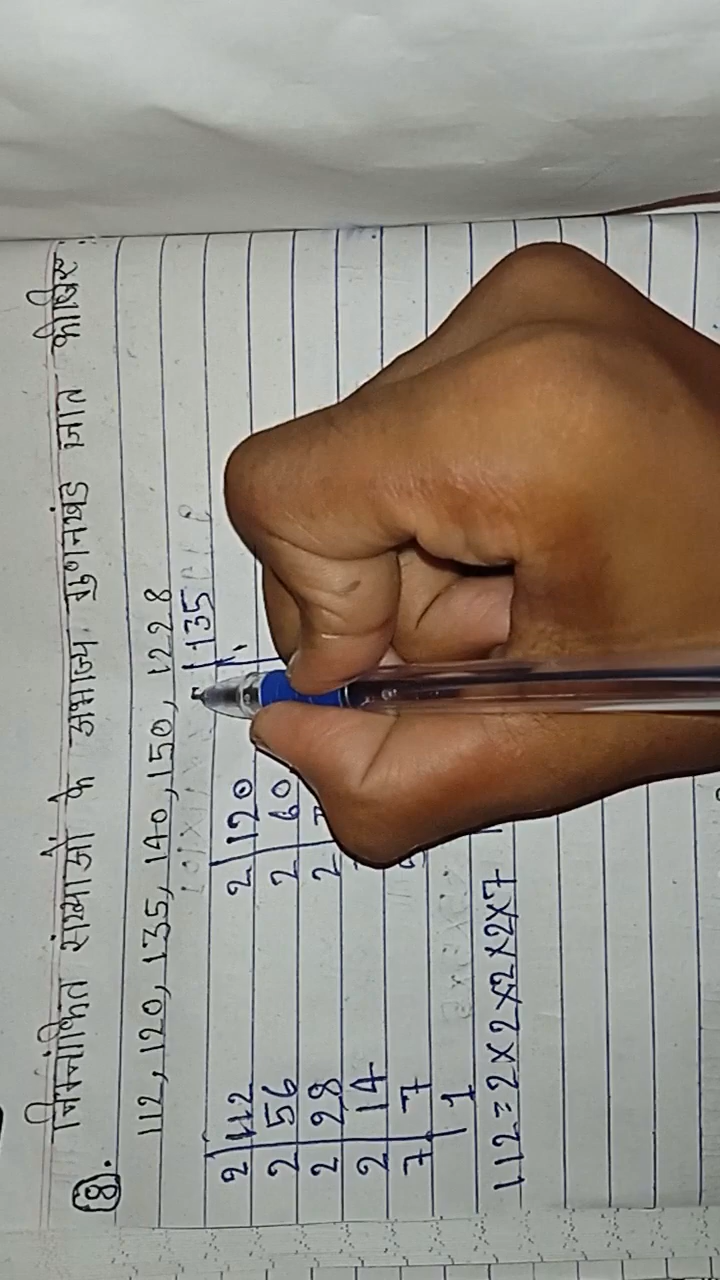 (8). निम्नांकित संख्याओं के अभाज्य गुणनखंड ज्ञात कीजिए:
112, 120, 135, 140, 150, 1228
2 | 112
2 | 56
2 | 28
2 | 14
7 | 7
| 1
112 = 2×2×2×2×7
2 | 120
2 | 60
2
135